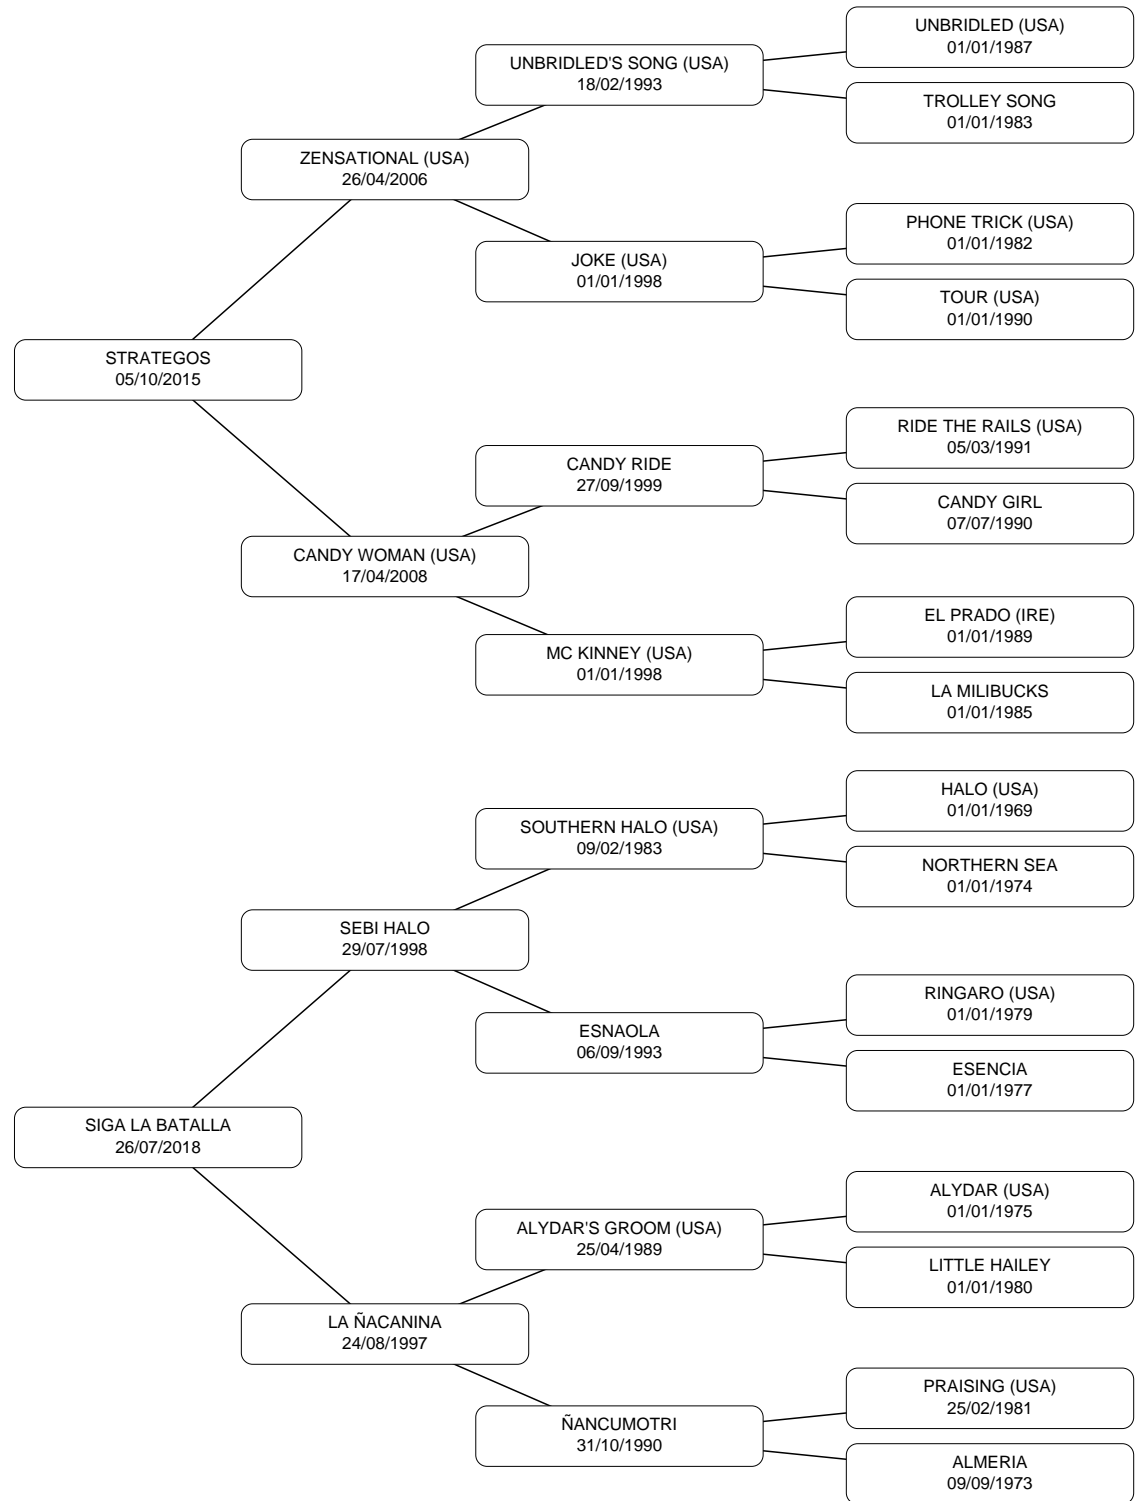 UNBRIDLED (USA)
01/01/1987
UNBRIDLED'S SONG (USA)
18/02/1993
TROLLEY SONG
01/01/1983
ZENSATIONAL (USA)
26/04/2006
PHONE TRICK (USA)
01/01/1982
JOKE (USA)
01/01/1998
TOUR (USA)
01/01/1990
STRATEGOS
05/10/2015
RIDE THE RAILS (USA)
05/03/1991
CANDY RIDE
27/09/1999
CANDY GIRL
07/07/1990
CANDY WOMAN (USA)
17/04/2008
EL PRADO (IRE)
01/01/1989
MC KINNEY (USA)
01/01/1998
LA MILIBUCKS
01/01/1985
HALO (USA)
01/01/1969
SOUTHERN HALO (USA)
09/02/1983
NORTHERN SEA
01/01/1974
SEBI HALO
29/07/1998
RINGARO (USA)
01/01/1979
ESNAOLA
06/09/1993
ESENCIA
01/01/1977
SIGA LA BATALLA
26/07/2018
ALYDAR (USA)
01/01/1975
ALYDAR'S GROOM (USA)
25/04/1989
LITTLE HAILEY
01/01/1980
LA ÑACANINA
24/08/1997
PRAISING (USA)
25/02/1981
ÑANCUMOTRI
31/10/1990
ALMERIA
09/09/1973